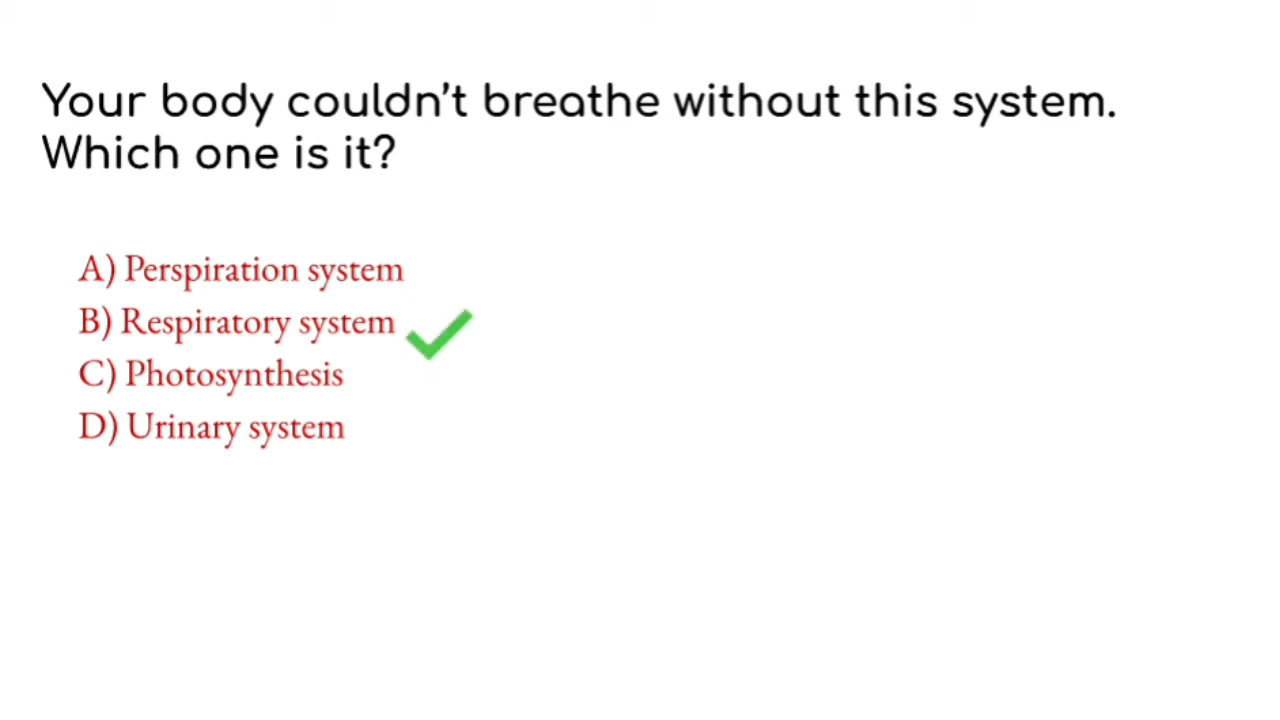 Your body couldn’t breathe without this system.
Which one is it?
A) Perspiration system
B) Respiratory system
C) Photosynthesis
D) Urinary system